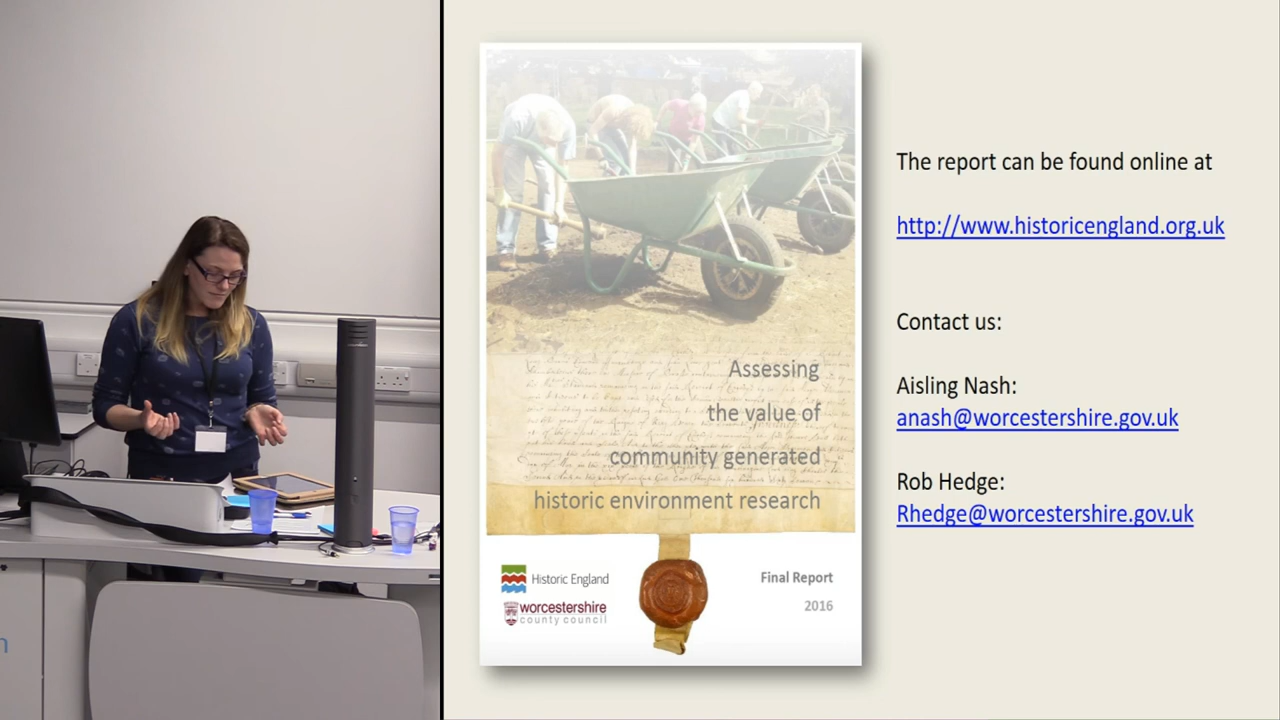 Assessing
the value of
community generated
historic environment research
Historic England
worcestershire
county council
Final Report
2016
The report can be found online at
http://www.historicengland.org.uk
Contact us:
Aisling Nash:
anash@worcestershire.gov.uk
Rob Hedge:
Rhedge@worcestershire.gov.uk